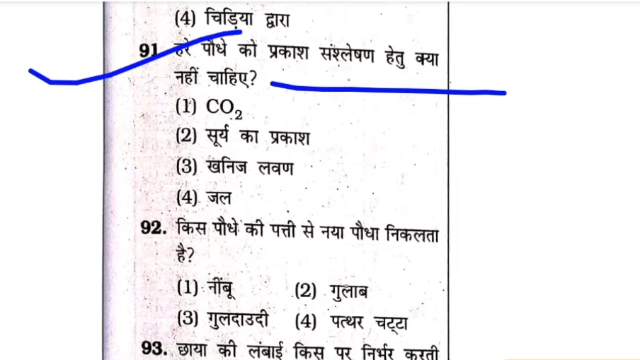 (4) चिड़िया द्वारा
91. हरे पौधे को प्रकाश संश्लेषण हेतु क्या
नहीं चाहिए?
(1) CO₂
(2) सूर्य का प्रकाश
(3) खनिज लवण
(4) जल
92. किस पौधे की पत्ती से नया पौधा निकलता
है?
(1) नींबू (2) गुलाब
(3) गुलदाउदी (4) पत्थर चट्टा
93. छाया की लंबाई किस पर निर्भर करती